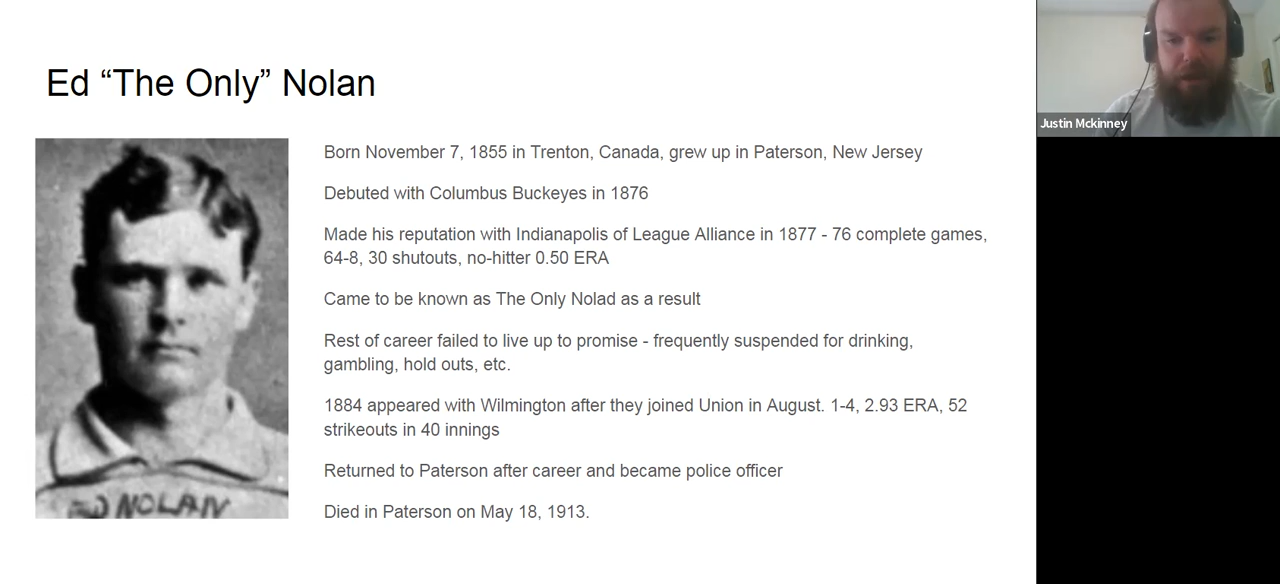 Ed “The Only” Nolan
Justin Mckinney
Born November 7, 1855 in Trenton, Canada, grew up in Paterson, New Jersey
Debuted with Columbus Buckeyes in 1876
Made his reputation with Indianapolis of League Alliance in 1877 - 76 complete games,
64-8, 30 shutouts, no-hitter 0.50 ERA
Came to be known as The Only Nolad as a result
Rest of career failed to live up to promise - frequently suspended for drinking,
gambling, hold outs, etc.
1884 appeared with Wilmington after they joined Union in August. 1-4, 2.93 ERA, 52
strikeouts in 40 innings
Returned to Paterson after career and became police officer
Died in Paterson on May 18, 1913.
ED NOLAN